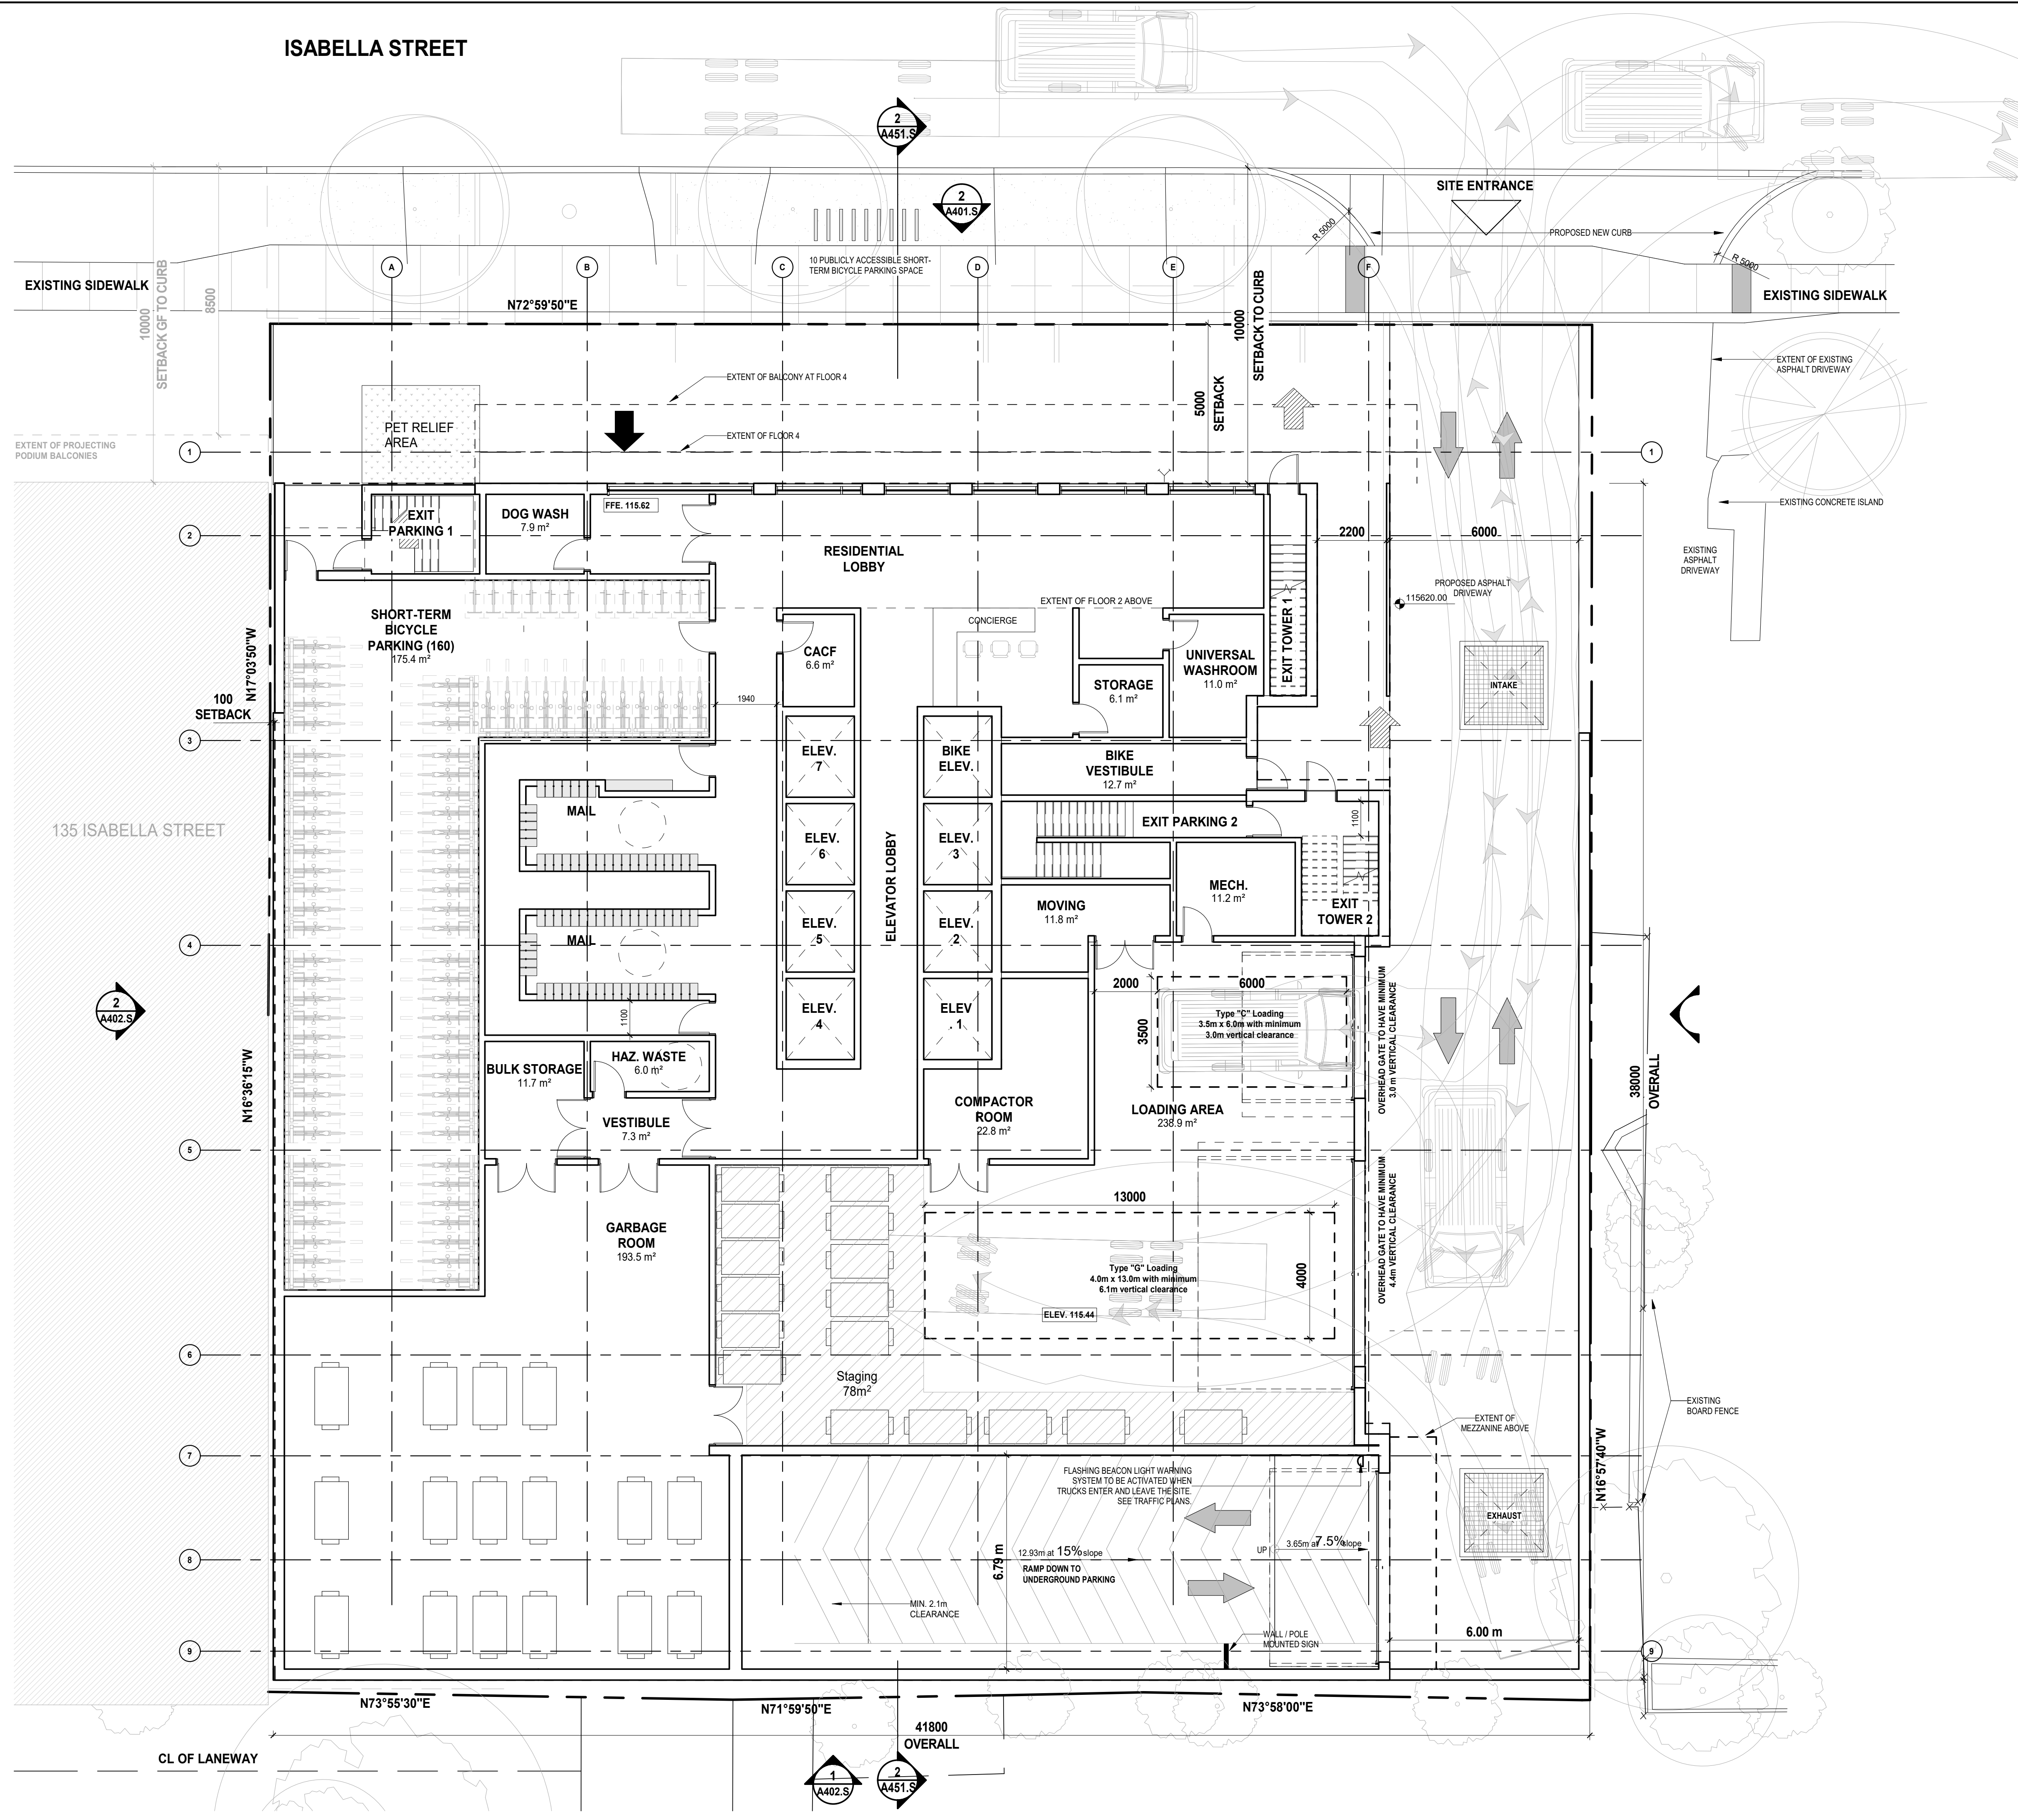 ISABELLA STREET
2
A451.S
2
A401.S
SITE ENTRANCE
R 5000
PROPOSED NEW CURB
R 5000
10 PUBLICLY ACCESSIBLE SHORT-
TERM BICYCLE PARKING SPACE
A
B
C
D
E
F
EXISTING SIDEWALK
EXISTING SIDEWALK
10000
SETBACK GF TO CURB
8500
N72°59'50"E
10000
SETBACK TO CURB
5000
SETBACK
EXTENT OF EXISTING
ASPHALT DRIVEWAY
EXTENT OF BALCONY AT FLOOR 4
EXTENT OF FLOOR 4
PET RELIEF
AREA
EXTENT OF PROJECTING
PODIUM BALCONIES
1
1
EXISTING CONCRETE ISLAND
FFE. 115.62
EXIT
PARKING 1
DOG WASH
7.9 m²
2
2200
6000
RESIDENTIAL
LOBBY
EXISTING
ASPHALT
DRIVEWAY
PROPOSED ASPHALT
DRIVEWAY
115620.00
EXTENT OF FLOOR 2 ABOVE
CONCIERGE
SHORT-TERM
BICYCLE
PARKING (160)
175.4 m²
CACF
6.6 m²
UNIVERSAL
WASHROOM
11.0 m²
EXIT TOWER 1
STORAGE
6.1 m²
INTAKE
N17°03'50"W
100
SETBACK
1940
3
ELEV.
7
BIKE
ELEV.
BIKE
VESTIBULE
12.7 m²
MAIL
135 ISABELLA STREET
ELEV.
6
ELEV.
3
EXIT PARKING 2
1100
ELEVATOR LOBBY
MECH.
11.2 m²
MOVING
11.8 m²
EXIT
TOWER 2
MAIL
4
ELEV.
5
ELEV.
2
2
A402.S
2000
6000
3500
Type "C" Loading
3.5m x 6.0m with minimum
3.0m vertical clearance
OVERHEAD GATE TO HAVE MINIMUM
3.0 m VERTICAL CLEARANCE
ELEV.
4
ELEV
. 1
1100
N16°36'15"W
BULK STORAGE
11.7 m²
HAZ. WASTE
6.0 m²
38000
OVERALL
COMPACTOR
ROOM
22.8 m²
LOADING AREA
238.9 m²
VESTIBULE
7.3 m²
5
13000
GARBAGE
ROOM
193.5 m²
Type "G" Loading
4.0m x 13.0m with minimum
6.1m vertical clearance
4000
ELEV. 115.44
OVERHEAD GATE TO HAVE MINIMUM
4.4m VERTICAL CLEARANCE
6
Staging
78m²
EXISTING
BOARD FENCE
EXTENT OF
MEZZANINE ABOVE
7
FLASHING BEACON LIGHT WARNING
SYSTEM TO BE ACTIVATED WHEN
TRUCKS ENTER AND LEAVE THE SITE.
SEE TRAFFIC PLANS.
N16°57'40"W
EXHAUST
8
6.79 m
12.93m at 15% slope
RAMP DOWN TO
UNDERGROUND PARKING
UP
3.65m at 7.5% slope
MIN. 2.1m
CLEARANCE
WALL / POLE
MOUNTED SIGN
6.00 m
9
9
N73°55'30"E
N71°59'50"E
N73°58'00"E
41800
OVERALL
CL OF LANEWAY
1
A402.S
2
A451.S